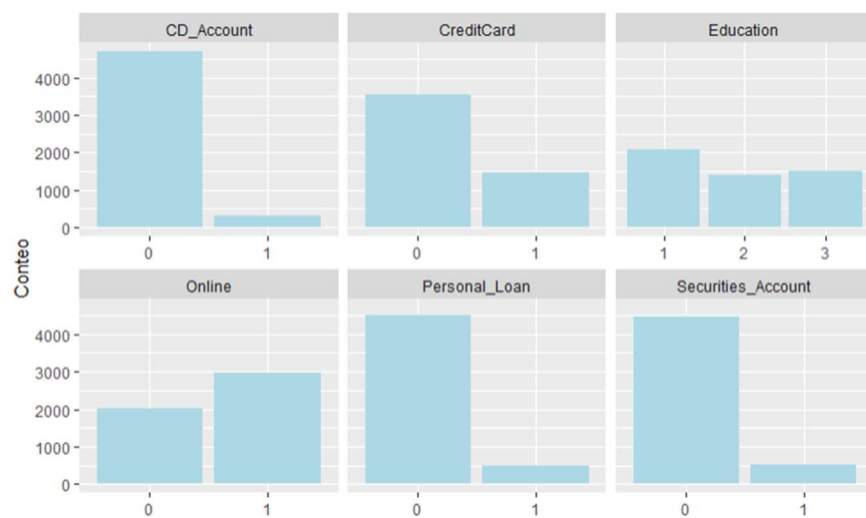 CD_Account
CreditCard
Education
4000
3000
2000
1000
0
0 1
0 1
1 2 3
Conteo
Online
Personal_Loan
Securities_Account
4000
3000
2000
1000
0
0 1
0 1
0 1